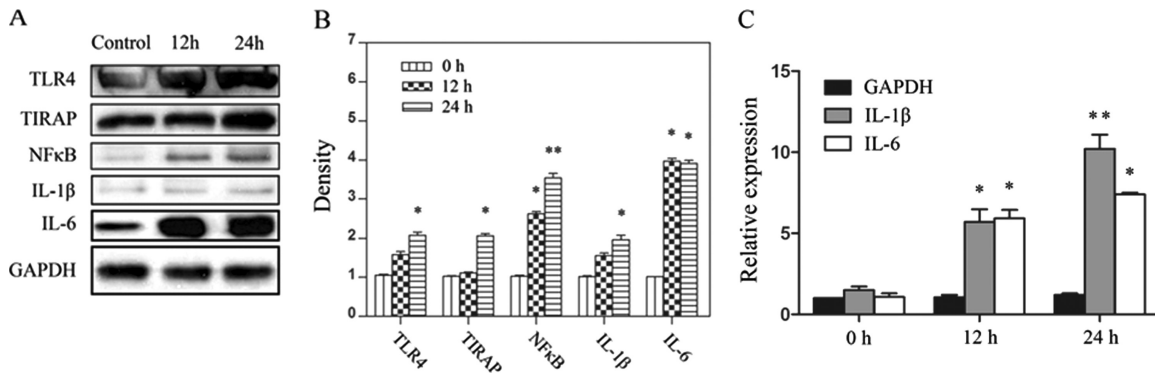 A
Control 12h 24h
TLR4
TIRAP
NFκB
IL-1β
IL-6
GAPDH
B
7
6
5
4
3
2
1
0
Density
0 h
12 h
24 h
*
*
*
**
*
*
*
TLR4
TIRAP
NFκB
IL-1β
IL-6
C
15
10
5
0
Relative expression
GAPDH
IL-1β
IL-6
*
*
**
*
0 h
12 h
24 h